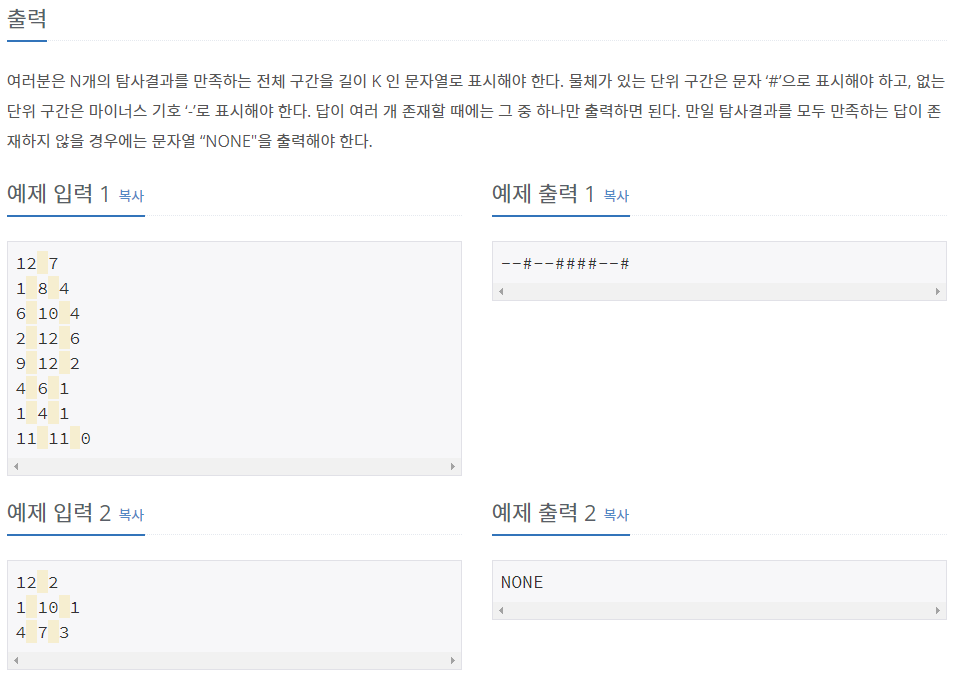 출력
여러분은 N개의 탐사결과를 만족하는 전체 구간을 길이 K 인 문자열로 표시해야 한다. 물체가 있는 단위 구간은 문자 ‘#’으로 표시해야 하고, 없는
단위 구간은 마이너스 기호 ‘-’로 표시해야 한다. 답이 여러 개 존재할 때에는 그 중 하나만 출력하면 된다. 만일 탐사결과를 모두 만족하는 답이 존
재하지 않을 경우에는 문자열 “NONE"을 출력해야 한다.
예제 입력 1 복사
12 7
1 8 4
6 10 4
2 12 6
9 12 2
4 6 1
1 4 1
11 11 0
예제 출력 1 복사
--#--####--#
예제 입력 2 복사
12 2
1 10 1
4 7 3
예제 출력 2 복사
NONE